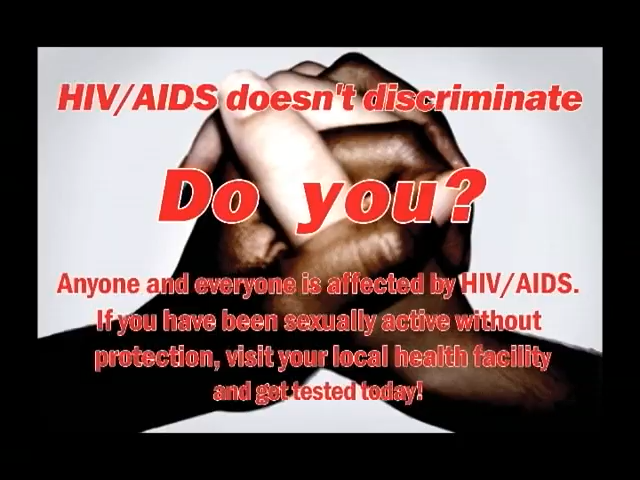 HIV/AIDS doesn't discriminate
Do you?
Anyone and everyone is affected by HIV/AIDS.
If you have been sexually active without
protection, visit your local health facility
and get tested today!